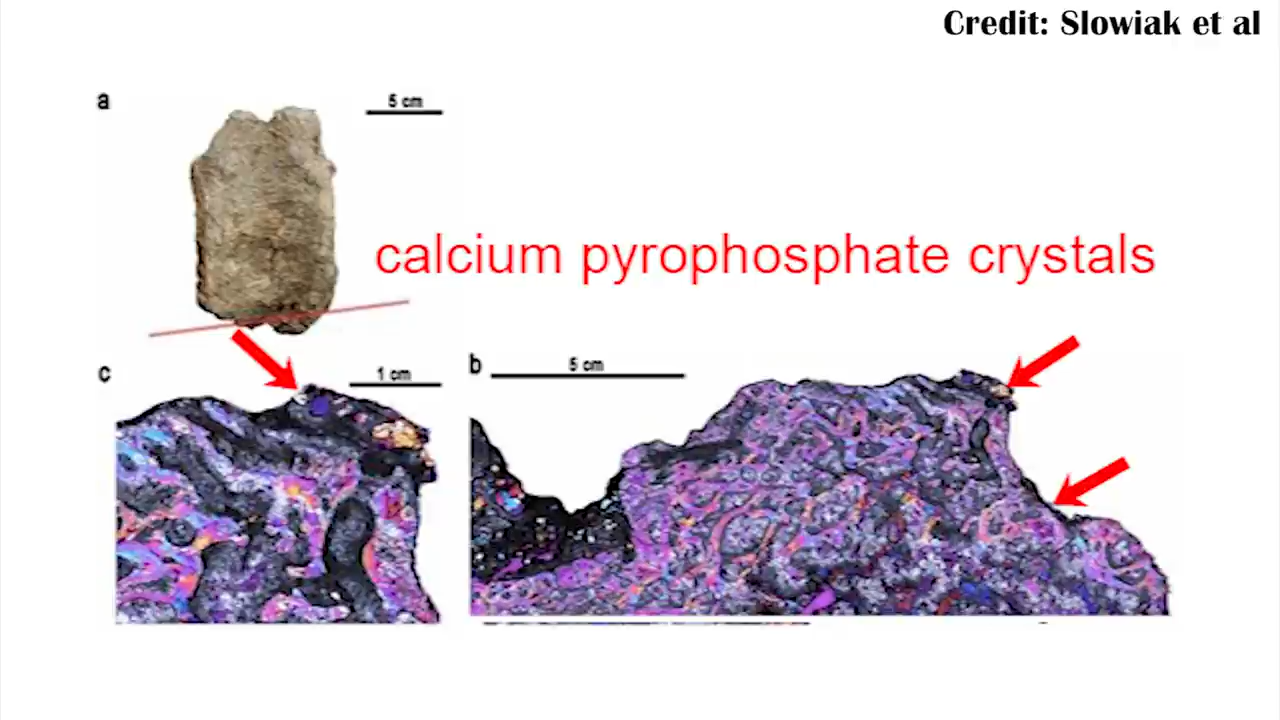 Credit: Slowiak et al
a
5 cm
calcium pyrophosphate crystals
c
1 cm
b
5 cm